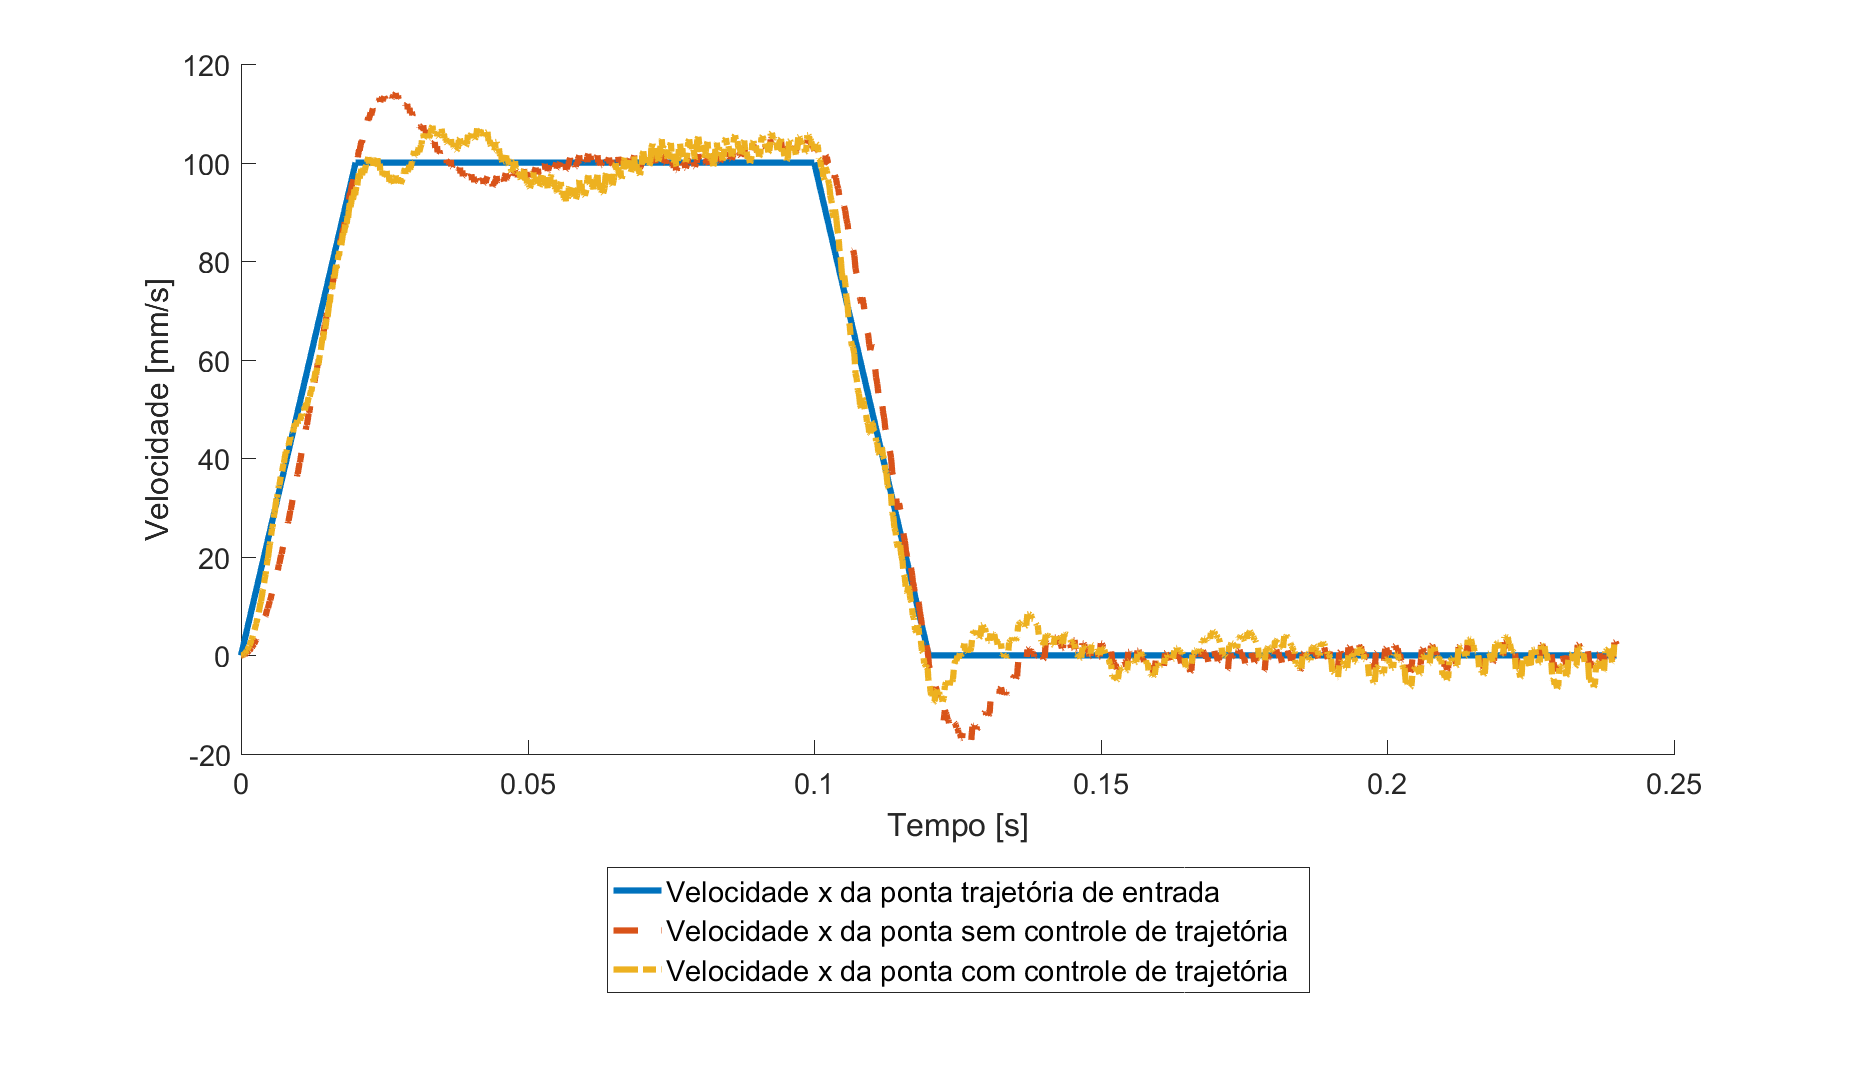 120
100
80
60
40
20
0
-20
Velocidade [mm/s]
0
0.05
0.1
0.15
0.2
0.25
Tempo [s]
Velocidade x da ponta trajetória de entrada
Velocidade x da ponta sem controle de trajetória
Velocidade x da ponta com controle de trajetória